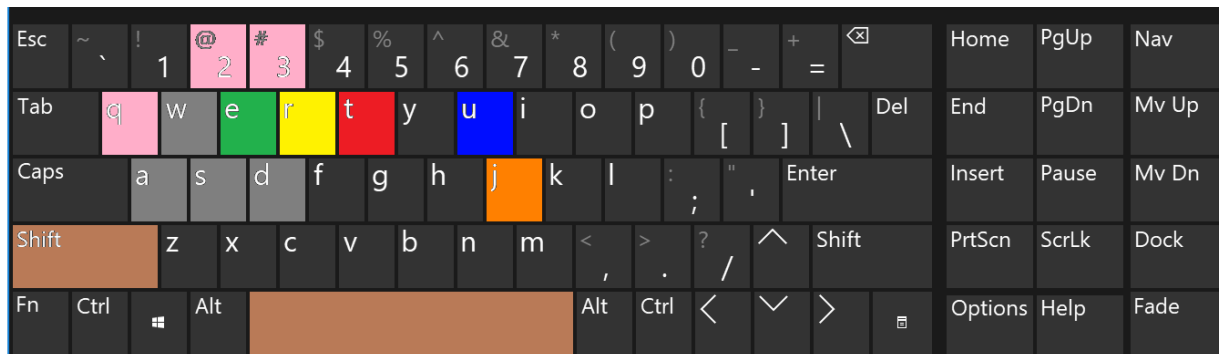 Esc ~ ` ! 1 @ 2 # 3 $ 4 % 5 ^ 6 & 7 * 8 ( 9 ) 0 _ - + = Home PgUp Nav
Tab q w e r t y u i o p { [ } ] | \ Del End PgDn Mv Up
Caps a s d f g h j k l : ; " ' Enter Insert Pause Mv Dn
Shift z x c v b n m < , > . ? / Shift PrtScn ScrLk Dock
Fn Ctrl Alt Alt Ctrl Options Help Fade